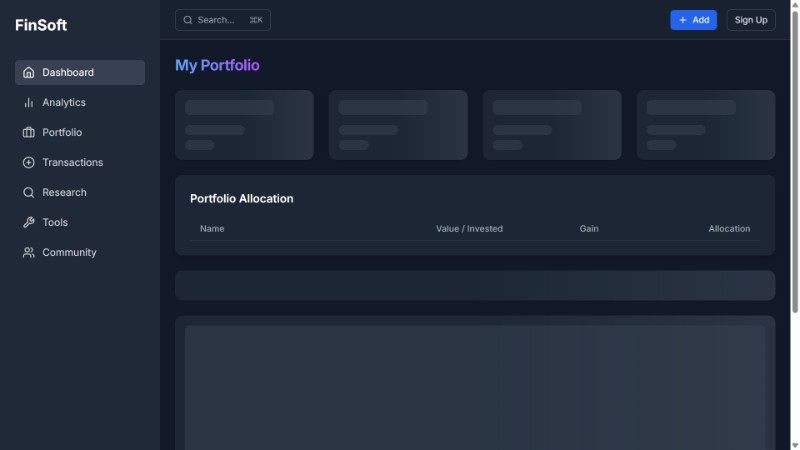 FinSoft
Search... ⌘K
Add
Sign Up
Dashboard
Analytics
Portfolio
Transactions
Research
Tools
Community
My Portfolio
Portfolio Allocation
Name Value / Invested Gain Allocation